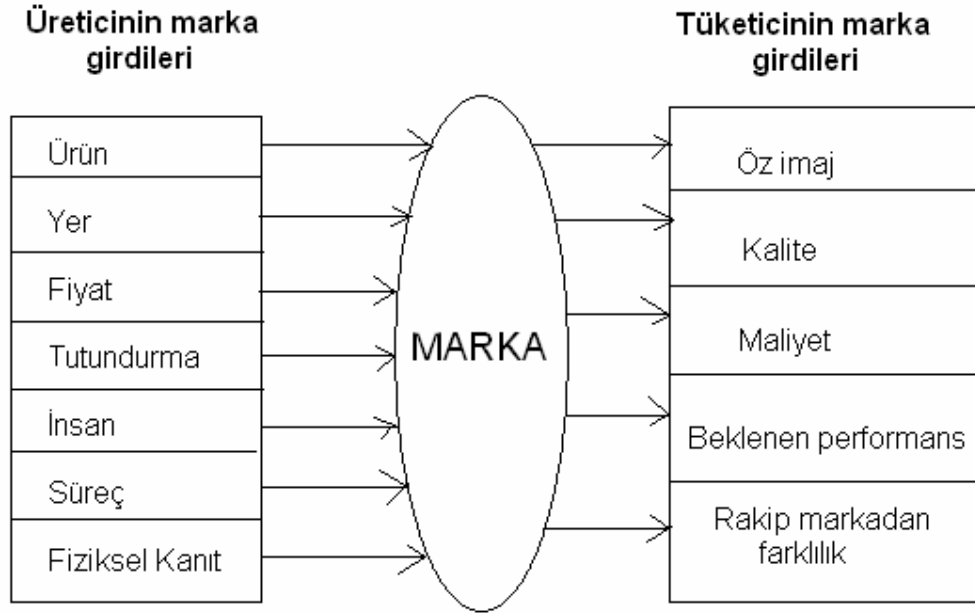 Üreticinin marka
girdileri
Ürün
Yer
Fiyat
Tutundurma
İnsan
Süreç
Fiziksel Kanıt
MARKA
Tüketicinin marka
girdileri
Öz imaj
Kalite
Maliyet
Beklenen performans
Rakip markadan
farklılık